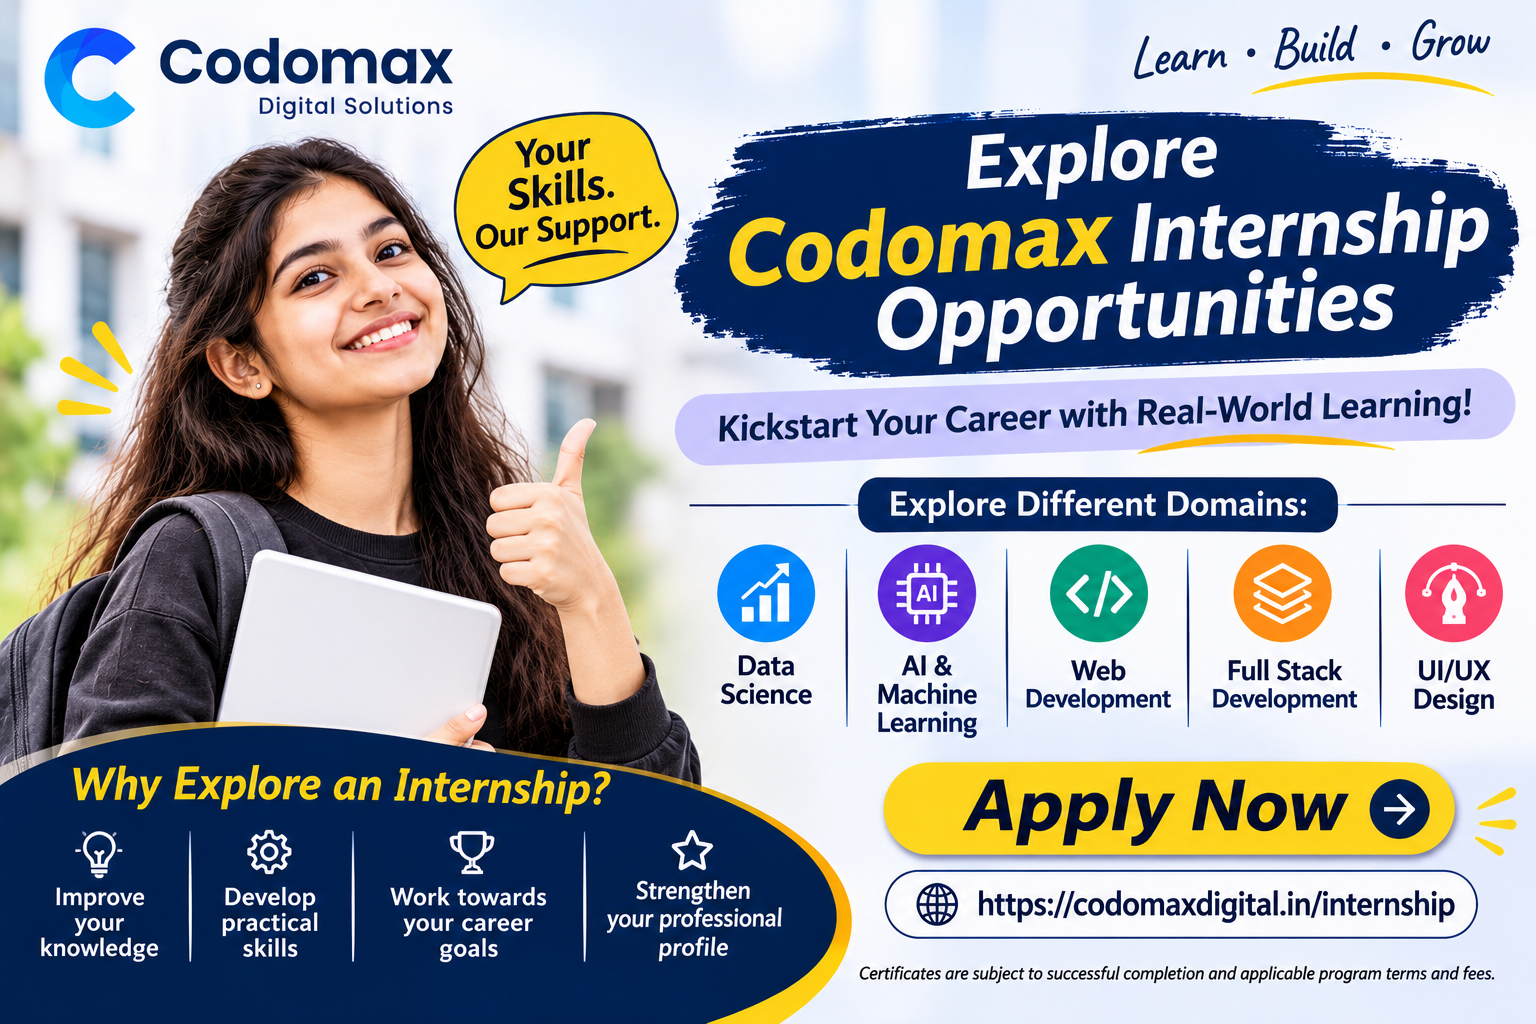 Codomax
Digital Solutions
Learn • Build • Grow
Your
Skills.
Our Support.
Explore
Codomax Internship
Opportunities
Kickstart Your Career with Real-World Learning!
Explore Different Domains:
Data
Science
AI
AI &
Machine
Learning
Web
Development
Full Stack
Development
UI/UX
Design
Why Explore an Internship?
Improve
your
knowledge
Develop
practical
skills
Work towards
your career
goals
Strengthen
your professional
profile
Apply Now
https://codomaxdigital.in/internship
Certificates are subject to successful completion and applicable program terms and fees.